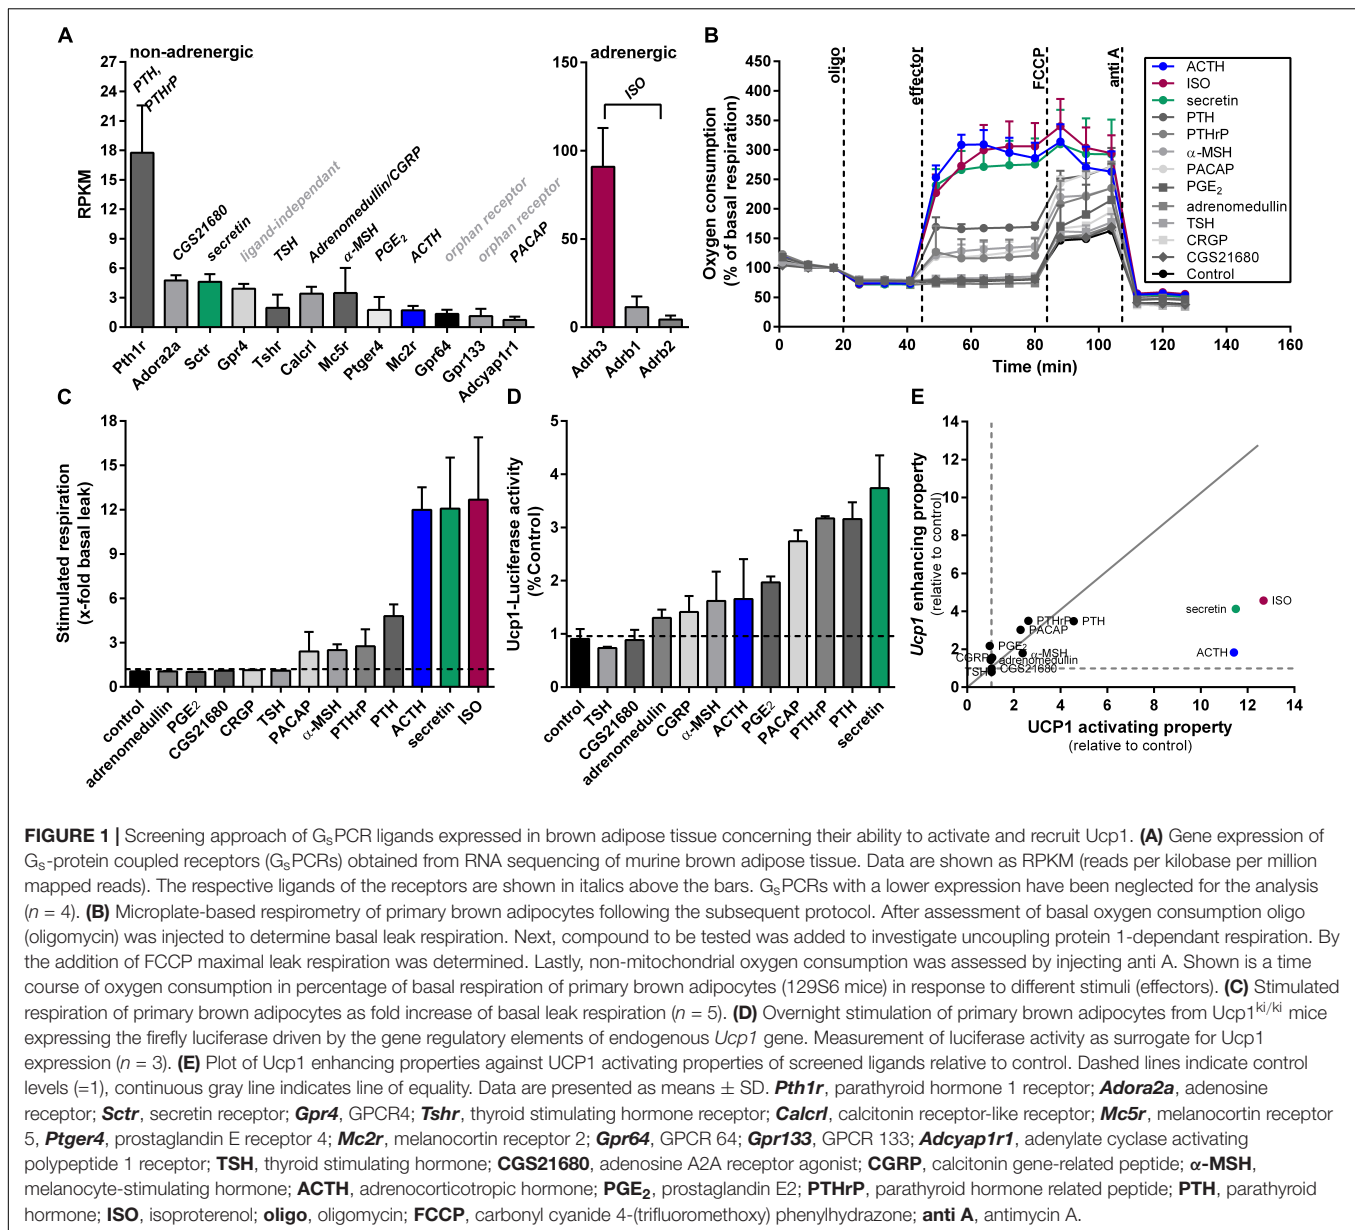 A
non-adrenergic
adrenergic
RPKM
24
21
18
15
12
9
6
3
0
PTH,
PTHrP
CGS21680
secretin
ligand-independant
TSH
Adrenomedullin/CGRP
α-MSH
PGE2
ACTH
orphan receptor
orphan receptor
PACAP
Pth1r
Adora2a
Sctr
Gpr4
Tshr
Calcrl
Mc5r
Ptger4
Mc2r
Gpr64
Gpr133
Adcyap1r1
150
100
50
0
ISO
Adrb3
Adrb1
Adrb2
B
Oxygen consumption
(% of basal respiration)
450
400
350
300
250
200
150
100
50
0
oligo
effector
FCCP
anti A
0 20 40 60 80 100 120 140 160
Time (min)
ACTH
ISO
secretin
PTH
PTHrP
α-MSH
PACAP
PGE2
adrenomedullin
TSH
CRGP
CGS21680
Control
C
Stimulated respiration
(x-fold basal leak)
18
15
12
9
6
3
0
control
adrenomedullin
PGE2
CGS21680
CRGP
TSH
PACAP
α-MSH
PTHrP
PTH
ACTH
secretin
ISO
D
Ucp1-Luciferase activity
(%Control)
5
4
3
2
1
0
control
TSH
CGS21680
adrenomedulin
CGRP
α-MSH
ACTH
PGE2
PACAP
PTHrP
PTH
secretin
E
Ucp1 enhancing property
(relative to control)
14
12
10
8
6
4
2
0
secretin
ISO
ACTH
PTHrP
PTH
PACAP
PGE2
α-MSH
CGRP
adrenomedullin
CGS21680
TSH
0 2 4 6 8 10 12 14
UCP1 activating property
(relative to control)
FIGURE 1 | Screening approach of GsPCR ligands expressed in brown adipose tissue concerning their ability to activate and recruit Ucp1. (A) Gene expression of
Gs-protein coupled receptors (GsPCRs) obtained from RNA sequencing of murine brown adipose tissue. Data are shown as RPKM (reads per kilobase per million
mapped reads). The respective ligands of the receptors are shown in italics above the bars. GsPCRs with a lower expression have been neglected for the analysis
(n = 4). (B) Microplate-based respirometry of primary brown adipocytes following the subsequent protocol. After assessment of basal oxygen consumption oligo
(oligomycin) was injected to determine basal leak respiration. Next, compound to be tested was added to investigate uncoupling protein 1-dependant respiration. By
the addition of FCCP maximal leak respiration was determined. Lastly, non-mitochondrial oxygen consumption was assessed by injecting anti A. Shown is a time
course of oxygen consumption in percentage of basal respiration of primary brown adipocytes (129S6 mice) in response to different stimuli (effectors). (C) Stimulated
respiration of primary brown adipocytes as fold increase of basal leak respiration (n = 5). (D) Overnight stimulation of primary brown adipocytes from Ucp1ki/ki mice
expressing the firefly luciferase driven by the gene regulatory elements of endogenous Ucp1 gene. Measurement of luciferase activity as surrogate for Ucp1
expression (n = 3). (E) Plot of Ucp1 enhancing properties against UCP1 activating properties of screened ligands relative to control. Dashed lines indicate control
levels (=1), continuous gray line indicates line of equality. Data are presented as means ± SD. Pth1r, parathyroid hormone 1 receptor; Adora2a, adenosine
receptor; Sctr, secretin receptor; Gpr4, GPCR4; Tshr, thyroid stimulating hormone receptor; Calcrl, calcitonin receptor-like receptor; Mc5r, melanocortin receptor
5, Ptger4, prostaglandin E receptor 4; Mc2r, melanocortin receptor 2; Gpr64, GPCR 64; Gpr133, GPCR 133; Adcyap1r1, adenylate cyclase activating
polypeptide 1 receptor; TSH, thyroid stimulating hormone; CGS21680, adenosine A2A receptor agonist; CGRP, calcitonin gene-related peptide; α-MSH,
melanocyte-stimulating hormone; ACTH, adrenocorticotropic hormone; PGE2, prostaglandin E2; PTHrP, parathyroid hormone related peptide; PTH, parathyroid
hormone; ISO, isoproterenol; oligo, oligomycin; FCCP, carbonyl cyanide 4-(trifluoromethoxy) phenylhydrazone; anti A, antimycin A.